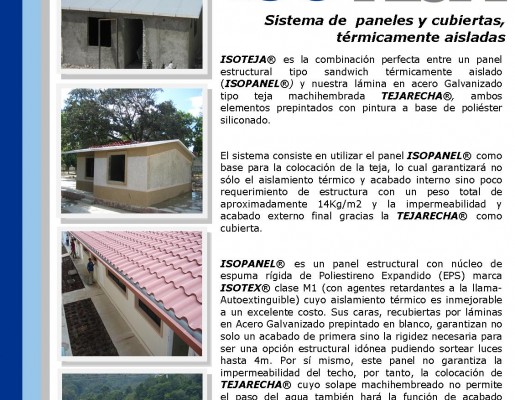 Sistema de paneles y cubiertas,
térmicamente aisladas
ISOTEJA® es la combinación perfecta entre un panel
estructural tipo sandwich térmicamente aislado
(ISOPANEL®) y nuestra lámina en acero Galvanizado
tipo teja machihembrada TEJARECHA®, ambos
elementos prepintados con pintura a base de poliéster
siliconado.
El sistema consiste en utilizar el panel ISOPANEL® como
base para la colocación de la teja, lo cual garantizará no
sólo el aislamiento térmico y acabado interno sino poco
requerimiento de estructura con un peso total de
aproximadamente 14Kg/m2 y la impermeabilidad y
acabado externo final gracias la TEJARECHA® como
cubierta.
ISOPANEL® es un panel estructural con núcleo de
espuma rígida de Poliestireno Expandido (EPS) marca
ISOTEX® clase M1 (con agentes retardantes a la llama-
Autoextinguible) cuyo aislamiento térmico es inmejorable
a un excelente costo. Sus caras, recubiertas por láminas
en Acero Galvanizado prepintado en blanco, garantizan no
solo un acabado de primera sino la rigidez necesaria para
ser una opción estructural idónea pudiendo sortear luces
hasta 4m. Por sí mismo, este panel no garantiza la
impermeabilidad del techo, por tanto, la colocación de
TEJARECHA® cuyo solape machihembreado no permite
el paso del agua también hará la función de acabado